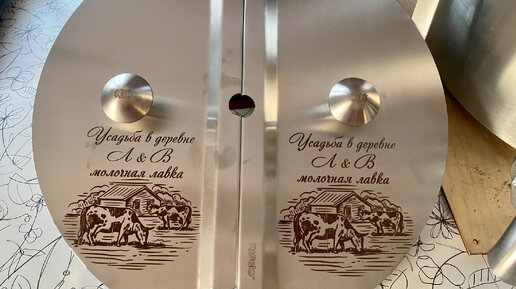 Усадьба в деревне
А & В
молочная лавка
Усадьба в деревне
А & В
молочная лавка